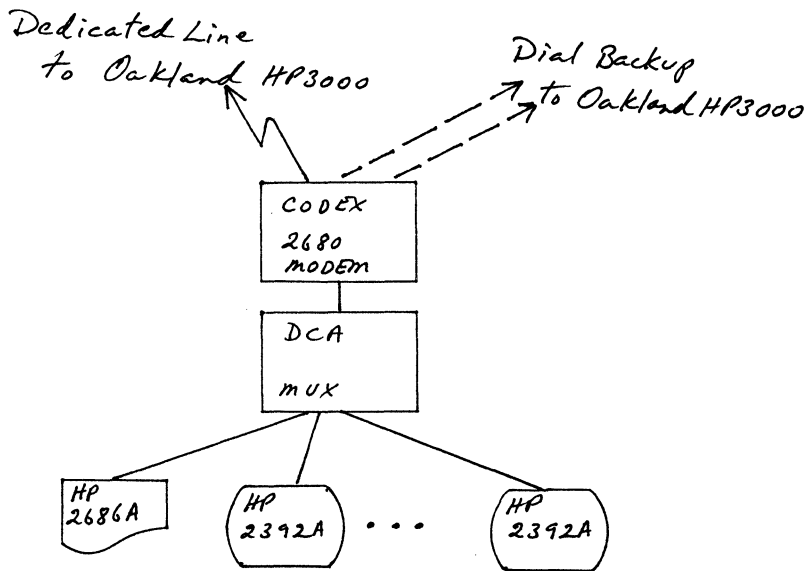 Dedicated Line
to Oakland HP3000
Dial Backup
to Oakland HP3000
CODEX
2680
MODEM
DCA
MUX
HP
2686A
HP
2392A
HP
2392A